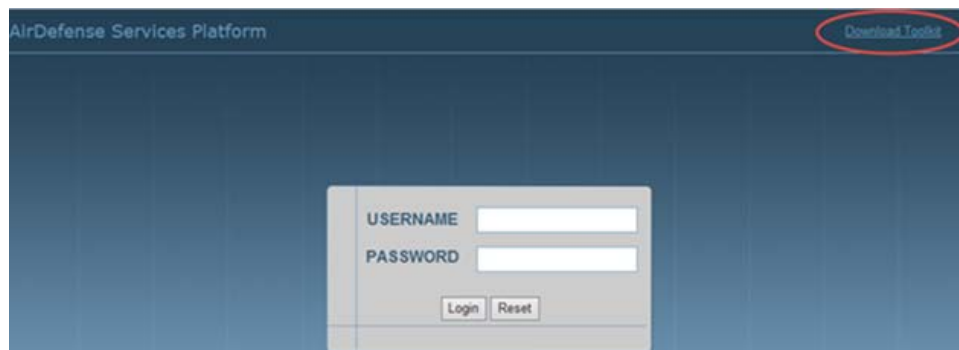 AirDefense Services Platform
Download Toolkit
USERNAME
PASSWORD
Login Reset